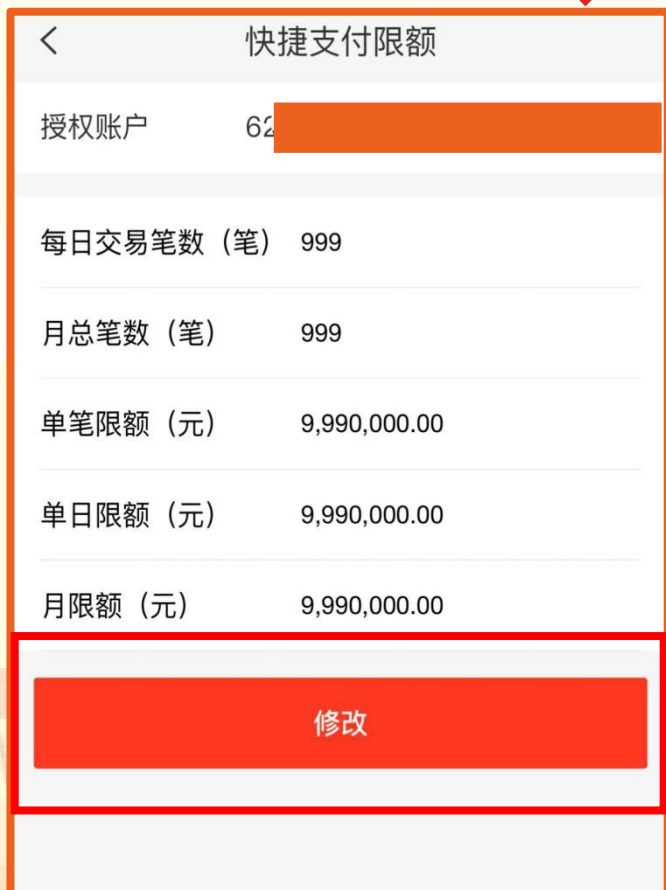 快捷支付限额
授权账户 62
每日交易笔数（笔） 999
月总笔数（笔） 999
单笔限额（元） 9,990,000.00
单日限额（元） 9,990,000.00
月限额（元） 9,990,000.00
修改